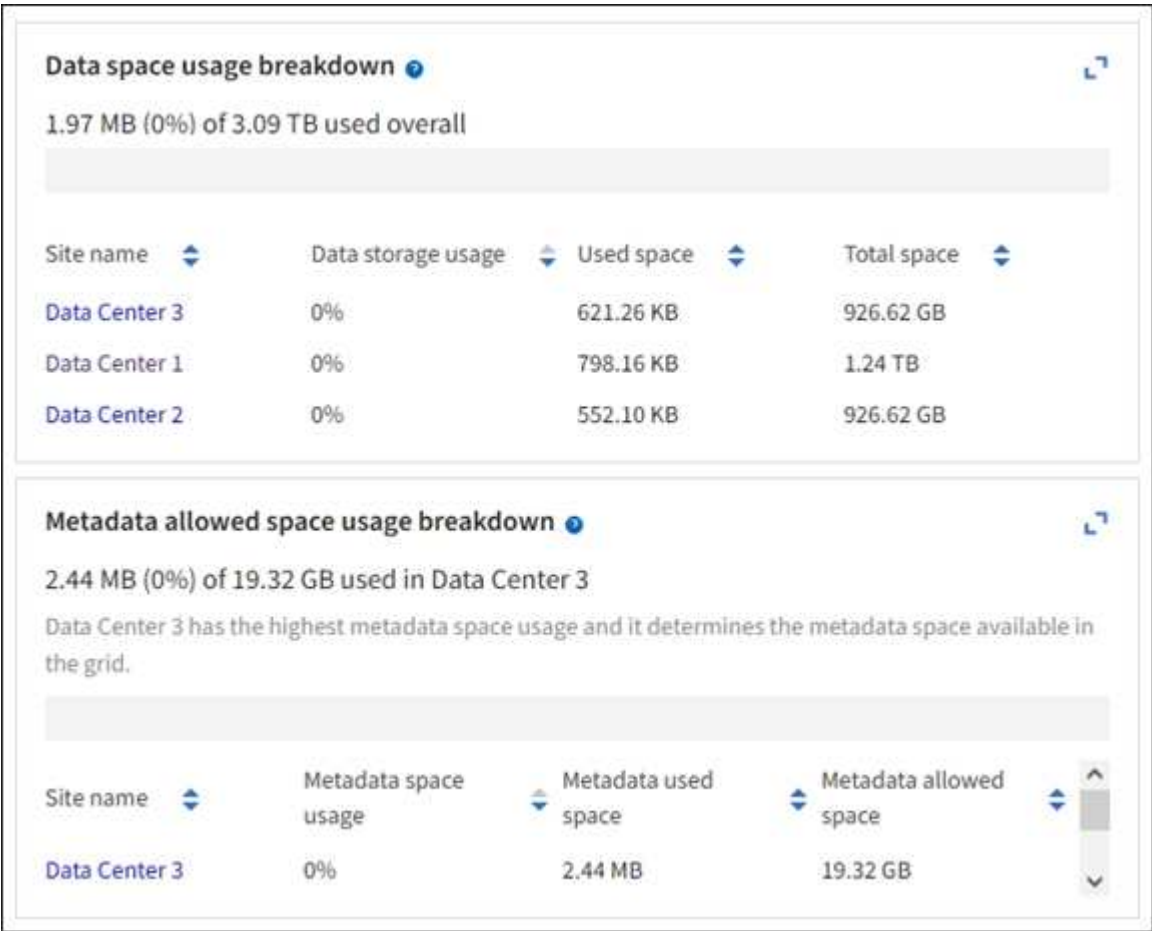 Data space usage breakdown ?
1.97 MB (0%) of 3.09 TB used overall
Site name Data storage usage Used space Total space
Data Center 3 0% 621.26 KB 926.62 GB
Data Center 1 0% 798.16 KB 1.24 TB
Data Center 2 0% 552.10 KB 926.62 GB
Metadata allowed space usage breakdown ?
2.44 MB (0%) of 19.32 GB used in Data Center 3
Data Center 3 has the highest metadata space usage and it determines the metadata space available in
the grid.
Site name Metadata space usage Metadata used space Metadata allowed space
Data Center 3 0% 2.44 MB 19.32 GB